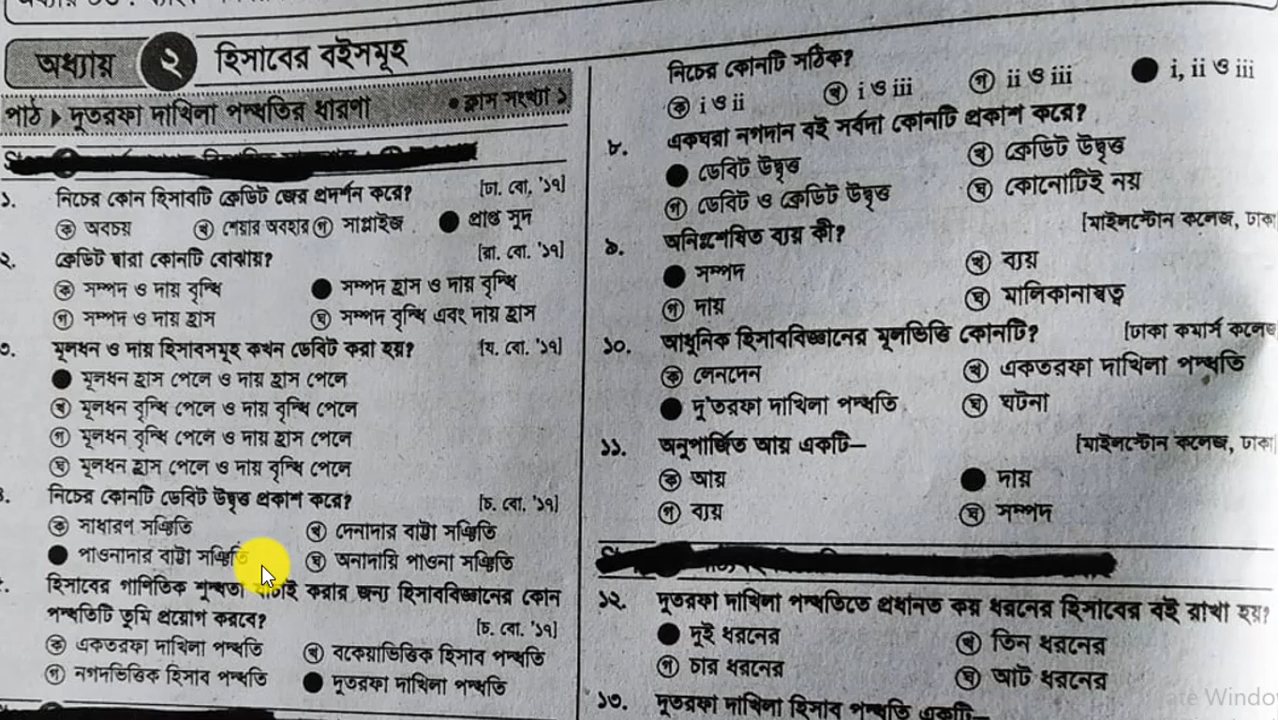 অধ্যায় ২ হিসাবের বইসমূহ
পাঠ ▶ দুতরফা দাখিলা পদ্ধতির ধারণা • ক্লাস সংখ্যা ১
১. নিচের কোন হিসাবটি ক্রেডিট জের প্রদর্শন করে? [ঢা. বো. '১৭]
ক অবচয় খ শেয়ার অবহার গ সাপ্লাইজ প্রাপ্ত সুদ
২. ক্রেডিট দ্বারা কোনটি বোঝায়? [রা. বো. '১৭]
ক সম্পদ ও দায় বৃদ্ধি সম্পদ হ্রাস ও দায় বৃদ্ধি
গ সম্পদ ও দায় হ্রাস ঘ সম্পদ বৃদ্ধি এবং দায় হ্রাস
৩. মূলধন ও দায় হিসাবসমূহ কখন ডেবিট করা হয়? [য. বো. '১৭]
মূলধন হ্রাস পেলে ও দায় হ্রাস পেলে
খ মূলধন বৃদ্ধি পেলে ও দায় বৃদ্ধি পেলে
গ মূলধন বৃদ্ধি পেলে ও দায় হ্রাস পেলে
ঘ মূলধন হ্রাস পেলে ও দায় বৃদ্ধি পেলে
নিচের কোনটি ডেবিট উদ্বৃত্ত প্রকাশ করে? [চ. বো. '১৭]
ক সাধারণ সঞ্চিতি খ দেনাদার বাট্টা সঞ্চিতি
পাওনাদার বাট্টা সঞ্চিতি ঘ অনাদায়ি পাওনা সঞ্চিতি
হিসাবের গাণিতিক শুদ্ধতা যাচাই করার জন্য হিসাববিজ্ঞানের কোন
পদ্ধতিটি তুমি প্রয়োগ করবে? [চ. বো. '১৭]
ক একতরফা দাখিলা পদ্ধতি খ বকেয়াভিত্তিক হিসাব পদ্ধতি
গ নগদভিত্তিক হিসাব পদ্ধতি দুতরফা দাখিলা পদ্ধতি
নিচের কোনটি সঠিক?
ক i ও ii খ i ও iii গ ii ও iii i, ii ও iii
৮. একঘরা নগদান বই সর্বদা কোনটি প্রকাশ করে?
ডেবিট উদ্বৃত্ত খ ক্রেডিট উদ্বৃত্ত
গ ডেবিট ও ক্রেডিট উদ্বৃত্ত ঘ কোনোটিই নয়
৯. অনিঃশেষিত ব্যয় কী? [মাইলস্টোন কলেজ, ঢাকা
সম্পদ খ ব্যয়
গ দায় ঘ মালিকানাস্বত্ব
১০. আধুনিক হিসাববিজ্ঞানের মূলভিত্তি কোনটি? [ঢাকা কমার্স কলেজ
ক লেনদেন খ একতরফা দাখিলা পদ্ধতি
দু'তরফা দাখিলা পদ্ধতি ঘ ঘটনা
১১. অনুপার্জিত আয় একটি— [মাইলস্টোন কলেজ, ঢাকা
ক আয় দায়
গ ব্যয় ঘ সম্পদ
১২. দুতরফা দাখিলা পদ্ধতিতে প্রধানত কয় ধরনের হিসাবের বই রাখা হয়?
দুই ধরনের খ তিন ধরনের
গ চার ধরনের ঘ আট ধরনের
১৩. দুতরফা দাখিলা হিসাব পদ্ধতি একটি—